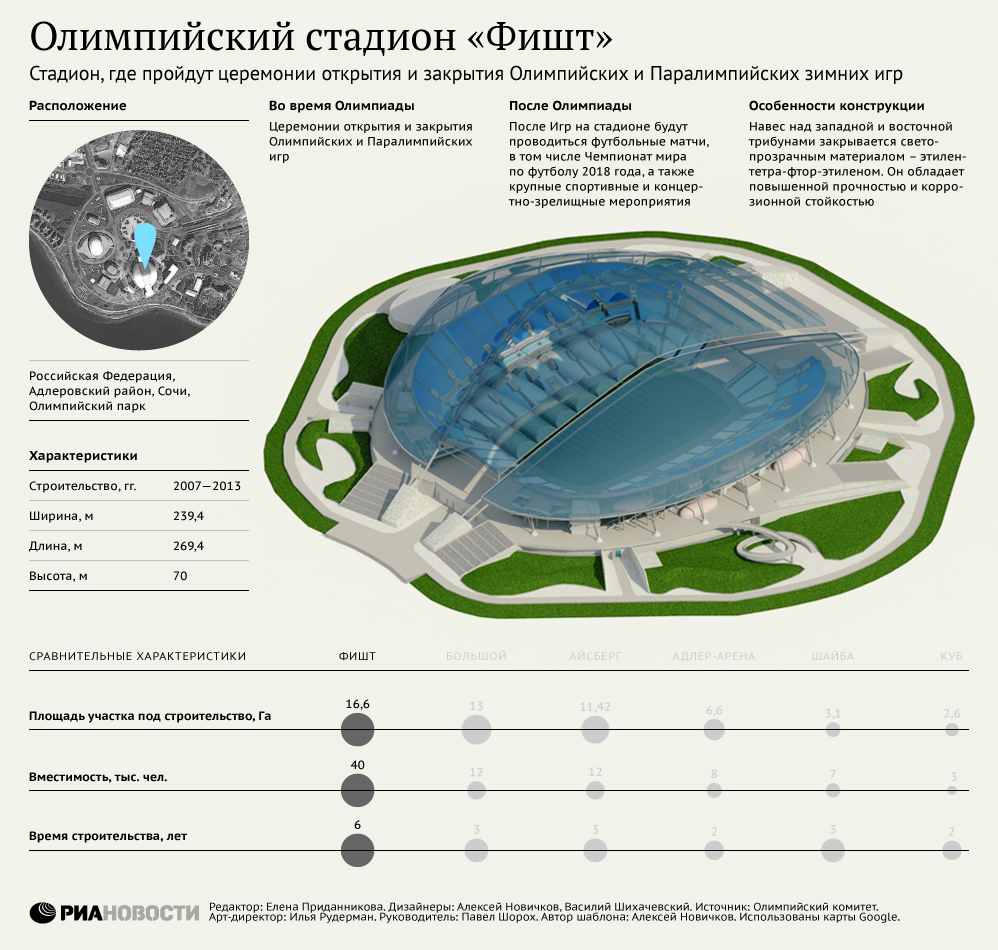 Олимпийский стадион «Фишт»
Стадион, где пройдут церемонии открытия и закрытия Олимпийских и Паралимпийских зимних игр
Расположение
Российская Федерация,
Адлеровский район, Сочи,
Олимпийский парк
Во время Олимпиады
Церемонии открытия и закрытия
Олимпийских и Паралимпийских
игр
После Олимпиады
После Игр на стадионе будут
проводиться футбольные матчи,
в том числе Чемпионат мира
по футболу 2018 года, а также
крупные спортивные и концер-
тно-зрелищные мероприятия
Особенности конструкции
Навес над западной и восточной
трибунами закрывается свето-
прозрачным материалом – этилен-
тетра-фтор-этиленом. Он обладает
повышенной прочностью и корро-
зионной стойкостью
Характеристики
Строительство, гг. 2007—2013
Ширина, м 239,4
Длина, м 269,4
Высота, м 70
СРАВНИТЕЛЬНЫЕ ХАРАКТЕРИСТИКИ ФИШТ БОЛЬШОЙ АЙСБЕРГ АДЛЕР-АРЕНА ШАЙБА КУБ
Площадь участка под строительство, Га 16,6 13 11,42 6,6 3,1 2,6
Вместимость, тыс. чел. 40 12 12 8 7 3
Время строительства, лет 6 3 3 2 3 2
РИАНОВОСТИ
Редактор: Елена Приданникова. Дизайнеры: Алексей Новичков, Василий Шихачевский. Источник: Олимпийский комитет.
Арт-директор: Илья Рудерман. Руководитель: Павел Шорох. Автор шаблона: Алексей Новичков. Использованы карты Google.